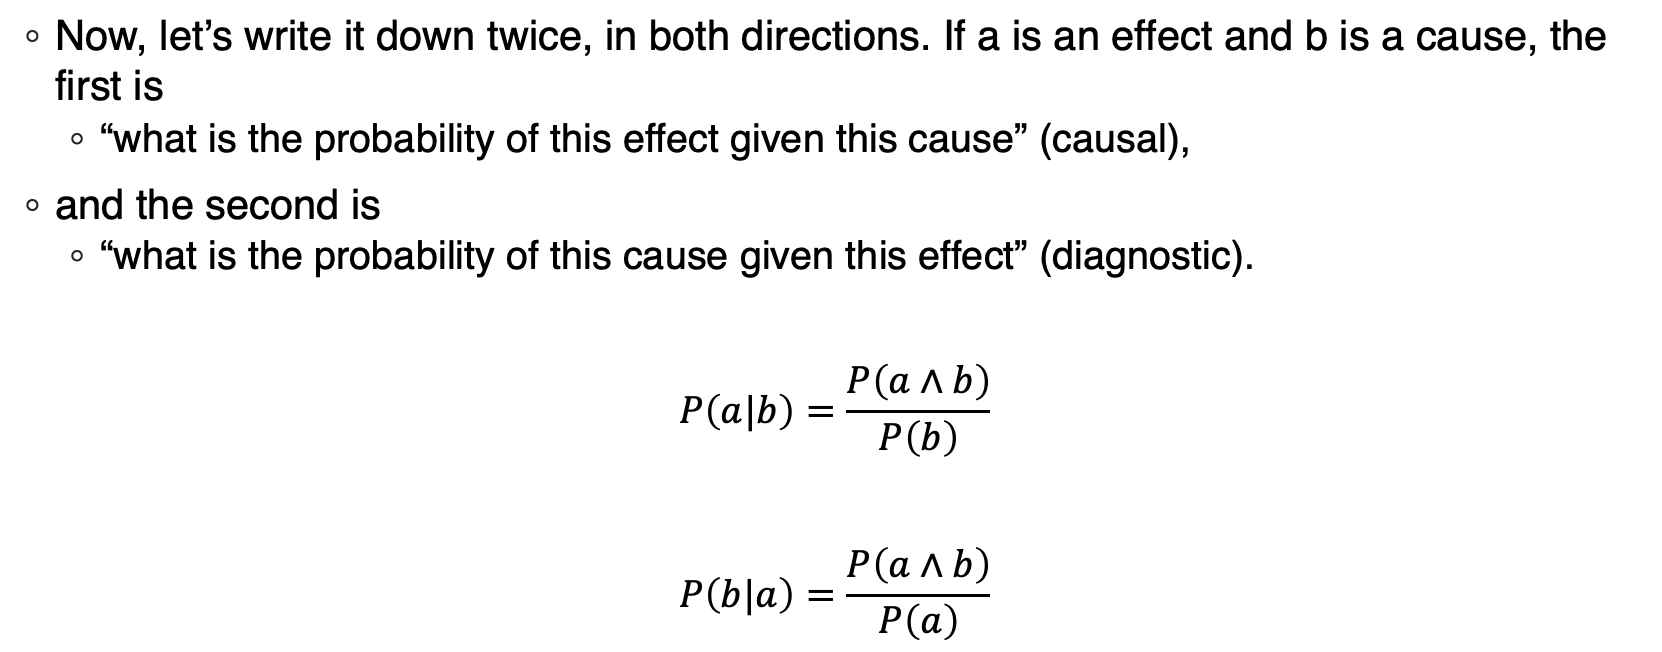 ◦ Now, let’s write it down twice, in both directions. If a is an effect and b is a cause, the
first is
◦ “what is the probability of this effect given this cause” (causal),
◦ and the second is
◦ “what is the probability of this cause given this effect” (diagnostic).
P(a|b) = P(a ∧ b) / P(b)
P(b|a) = P(a ∧ b) / P(a)